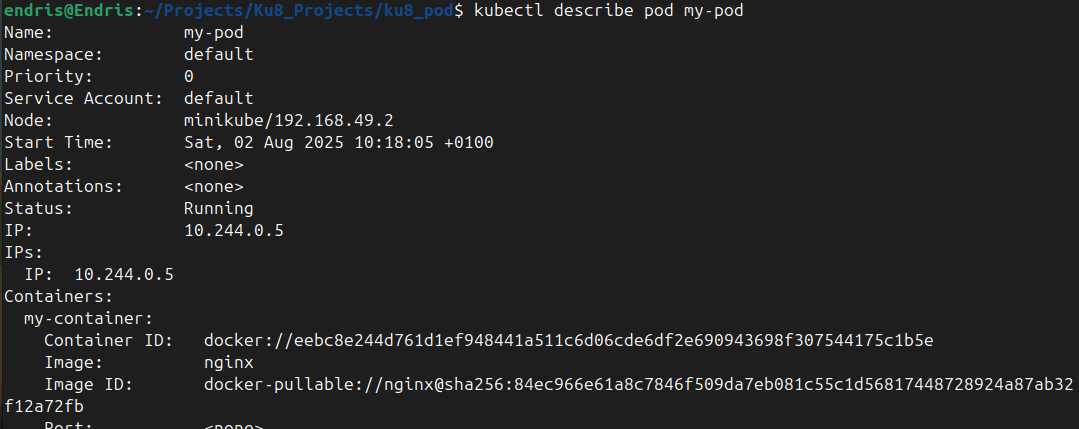 endris@Endris:~/Projects/Ku8_Projects/ku8_pod$ kubectl describe pod my-pod
Name:             my-pod
Namespace:        default
Priority:         0
Service Account:  default
Node:             minikube/192.168.49.2
Start Time:       Sat, 02 Aug 2025 10:18:05 +0100
Labels:           <none>
Annotations:      <none>
Status:           Running
IP:               10.244.0.5
IPs:
  IP:  10.244.0.5
Containers:
  my-container:
    Container ID:   docker://eebc8e244d761d1ef948441a511c6d06cde6df2e690943698f307544175c1b5e
    Image:          nginx
    Image ID:       docker-pullable://nginx@sha256:84ec966e61a8c7846f509da7eb081c55c1d56817448728924a87ab32
f12a72fb
    Port:           <none>